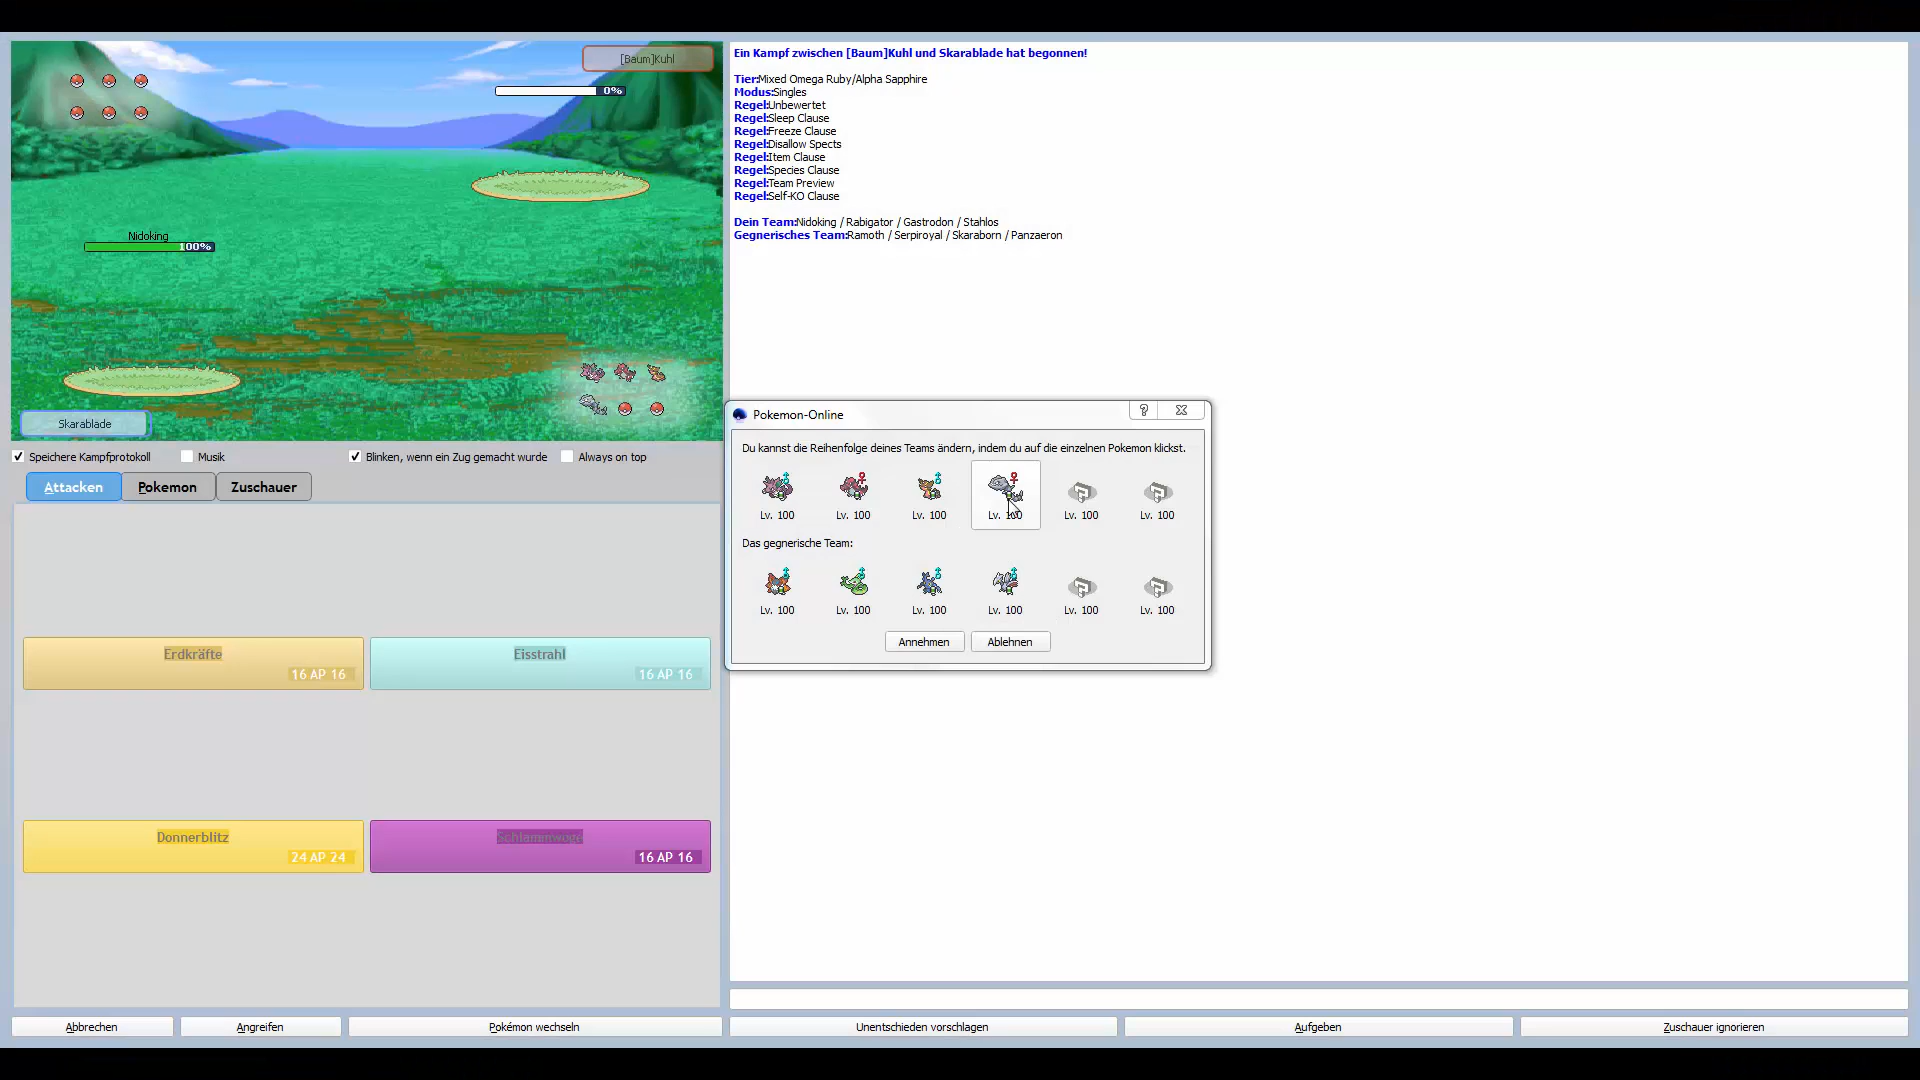 [Baum]Kuhl
0%
Nidoking
100%
Skarablade
Speichere Kampfprotokoll
Musik
Blinken, wenn ein Zug gemacht wurde
Always on top
Attacken
Pokemon
Zuschauer
Erdkräfte
16 AP 16
Eisstrahl
16 AP 16
Donnerblitz
24 AP 24
Schlammwoge
16 AP 16
Abbrechen
Angreifen
Pokémon wechseln
Ein Kampf zwischen [Baum]Kuhl und Skarablade hat begonnen!
Tier:Mixed Omega Ruby/Alpha Sapphire
Modus:Singles
Regel:Unbewertet
Regel:Sleep Clause
Regel:Freeze Clause
Regel:Disallow Spects
Regel:Item Clause
Regel:Species Clause
Regel:Team Preview
Regel:Self-KO Clause
Dein Team:Nidoking / Rabigator / Gastrodon / Stahlos
Gegnerisches Team:Ramoth / Serpiroyal / Skaraborn / Panzaeron
Pokemon-Online
Du kannst die Reihenfolge deines Teams ändern, indem du auf die einzelnen Pokemon klickst.
Lv. 100
Lv. 100
Lv. 100
Lv. 100
Lv. 100
Lv. 100
Das gegnerische Team:
Lv. 100
Lv. 100
Lv. 100
Lv. 100
Lv. 100
Lv. 100
Annehmen
Ablehnen
Unentschieden vorschlagen
Aufgeben
Zuschauer ignorieren